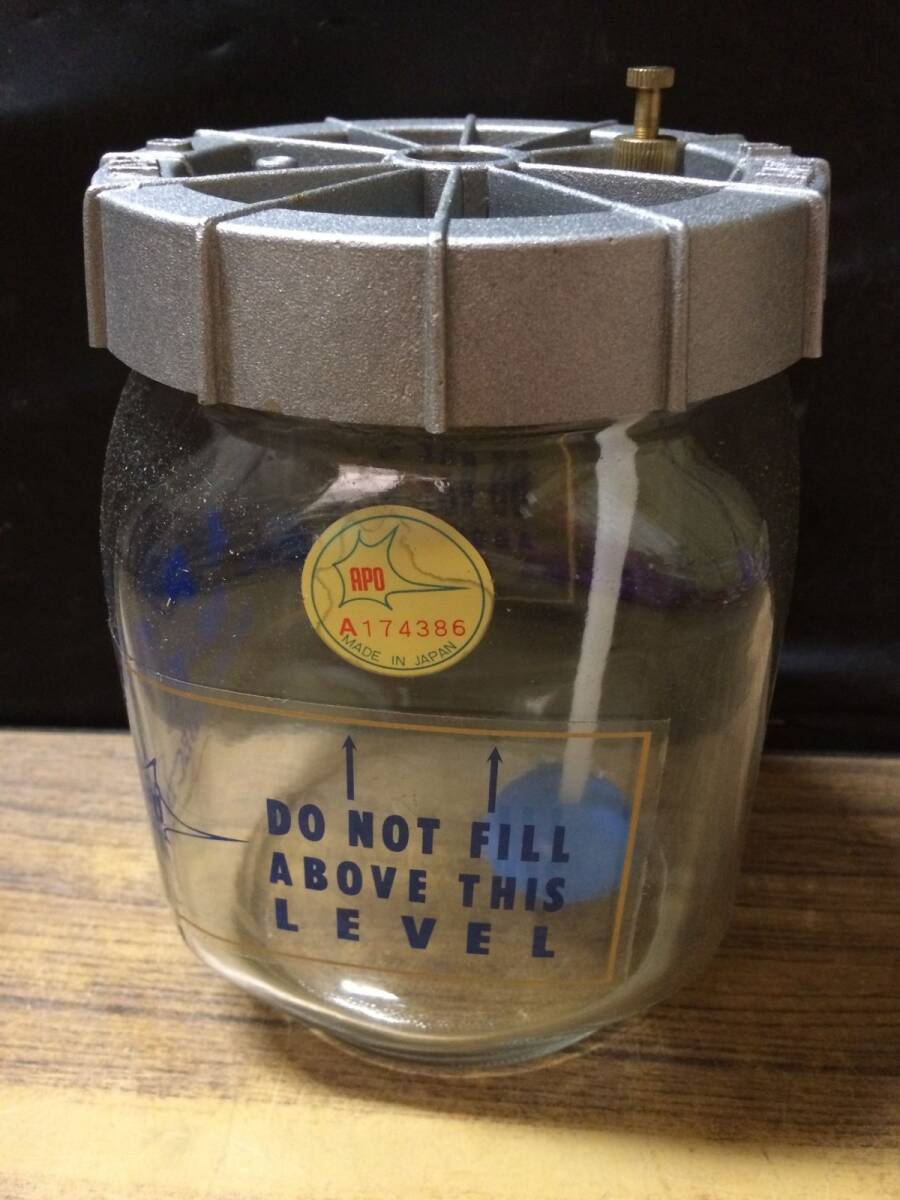 APO
A174386
MADE IN JAPAN
DO NOT FILL
ABOVE THIS
LEVEL